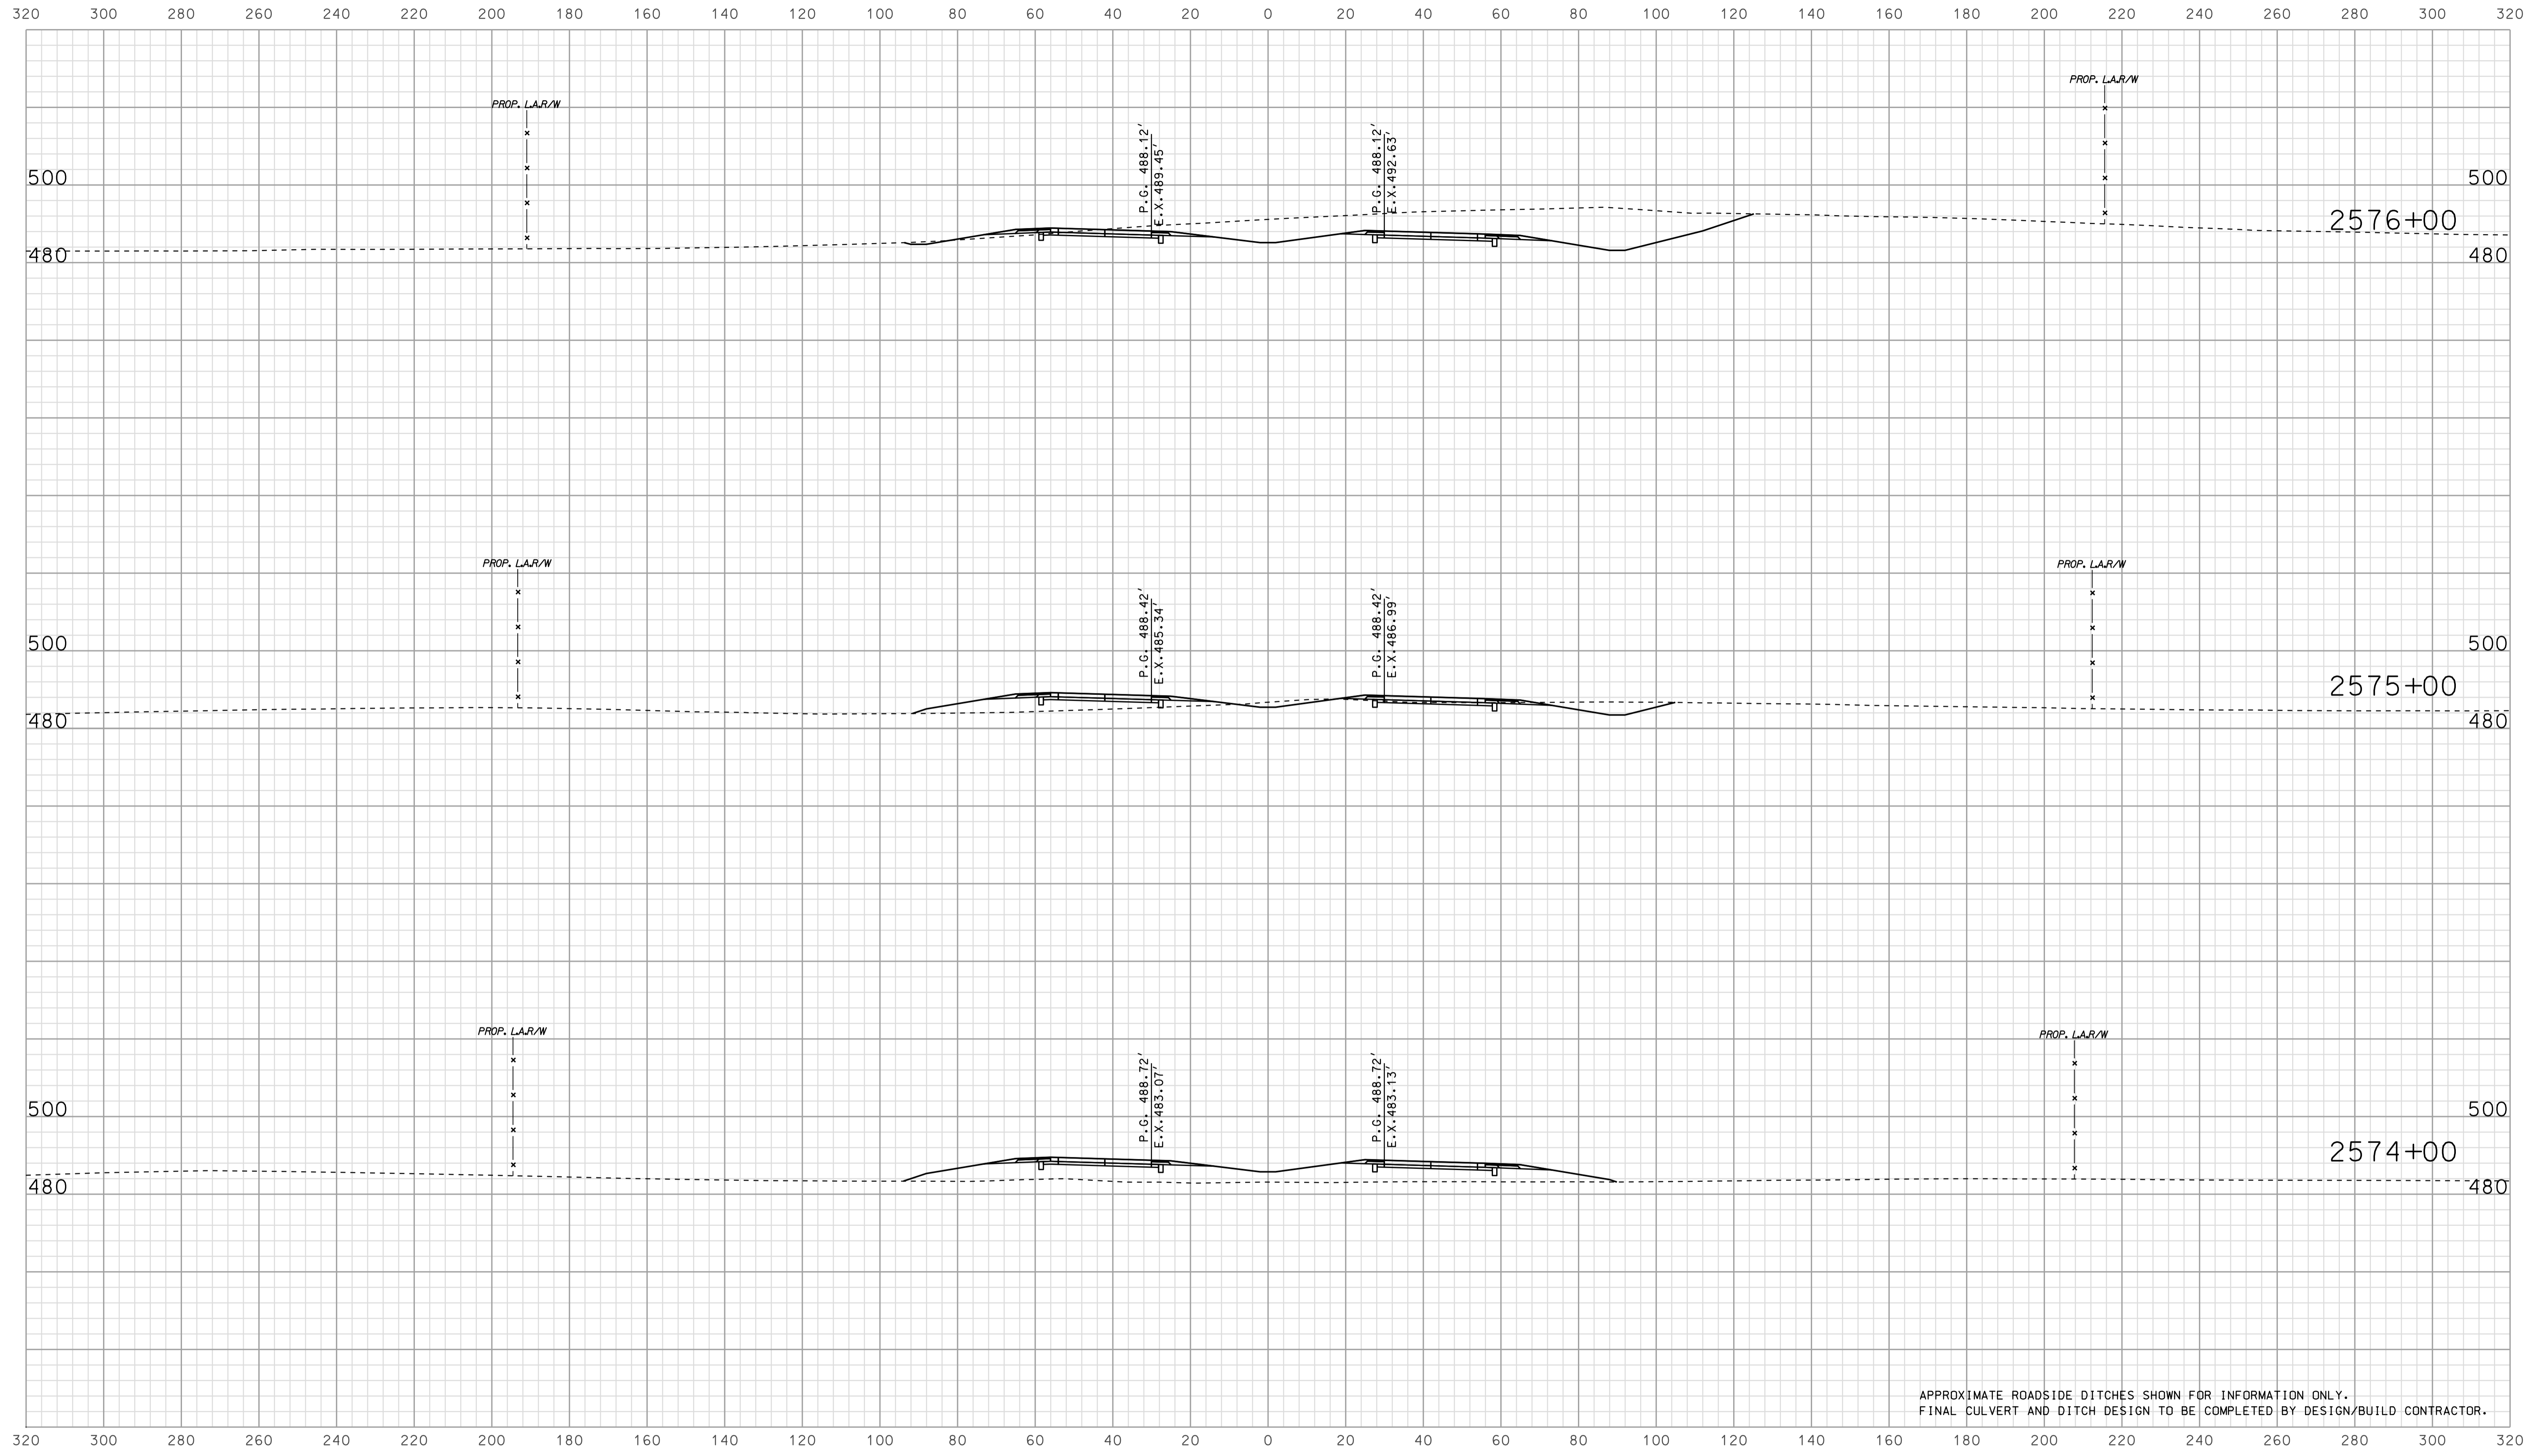 320 300 280 260 240 220 200 180 160 140 120 100 80 60 40 20 0 20 40 60 80 100 120 140 160 180 200 220 240 260 280 300 320
PROP. L.A.R/W
PROP. L.A.R/W
P.G. 488.12'
E.X.489.45'
P.G. 488.12'
E.X.492.63'
500
500
2576+00
480
480
PROP. L.A.R/W
PROP. L.A.R/W
P.G. 488.42'
E.X.485.34'
P.G. 488.42'
E.X.486.99'
500
500
2575+00
480
480
PROP. L.A.R/W
PROP. L.A.R/W
P.G. 488.72'
E.X.483.07'
P.G. 488.72'
E.X.483.13'
500
500
2574+00
480
480
APPROXIMATE ROADSIDE DITCHES SHOWN FOR INFORMATION ONLY.
FINAL CULVERT AND DITCH DESIGN TO BE COMPLETED BY DESIGN/BUILD CONTRACTOR.
320 300 280 260 240 220 200 180 160 140 120 100 80 60 40 20 0 20 40 60 80 100 120 140 160 180 200 220 240 260 280 300 320